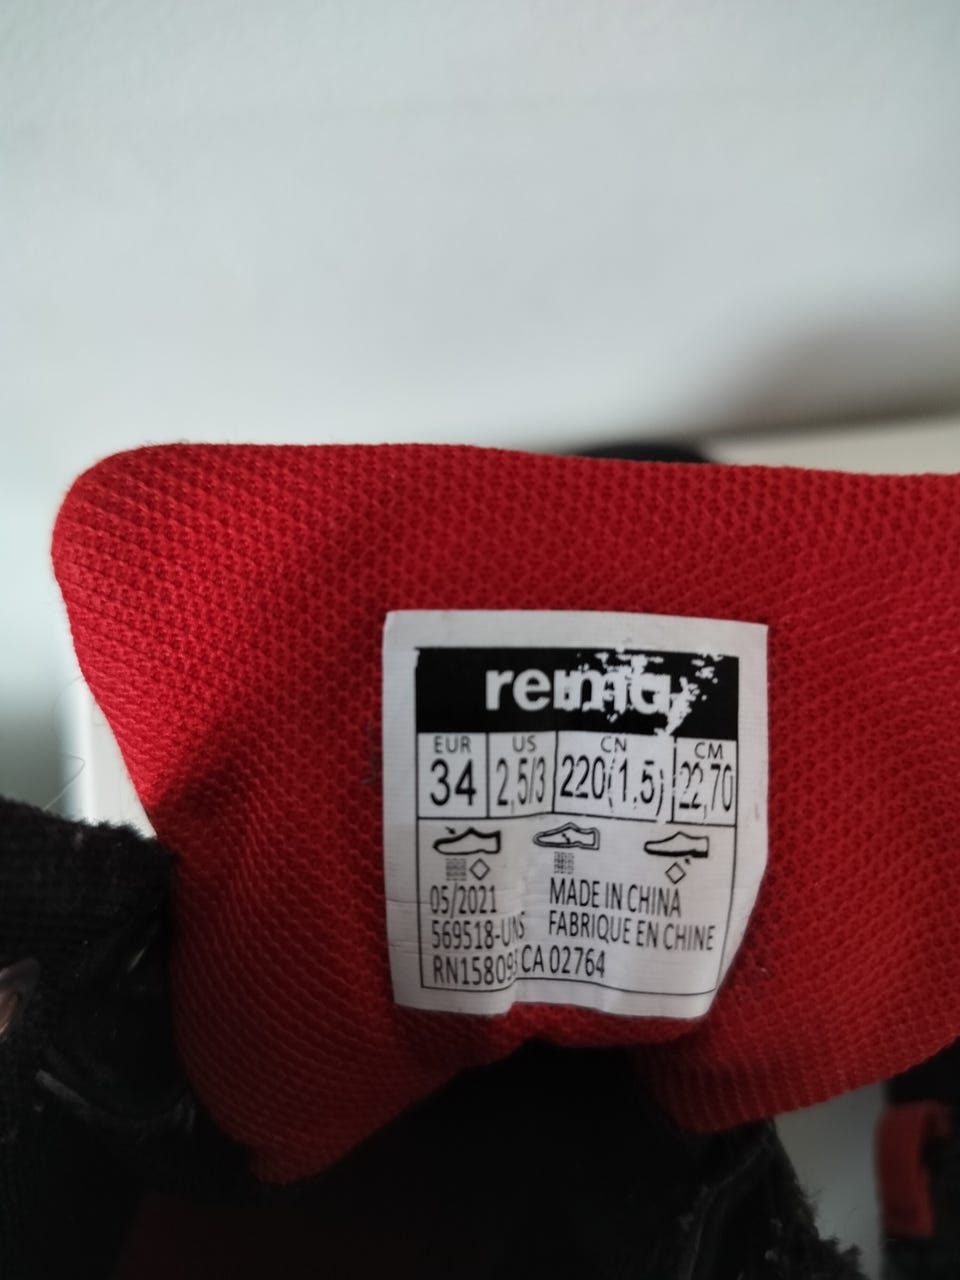 EUR US CN CM
34 2,5/3 220(1,5) 22,70
05/2021 MADE IN CHINA
569518-UNS FABRIQUE EN CHINE
CA 02764